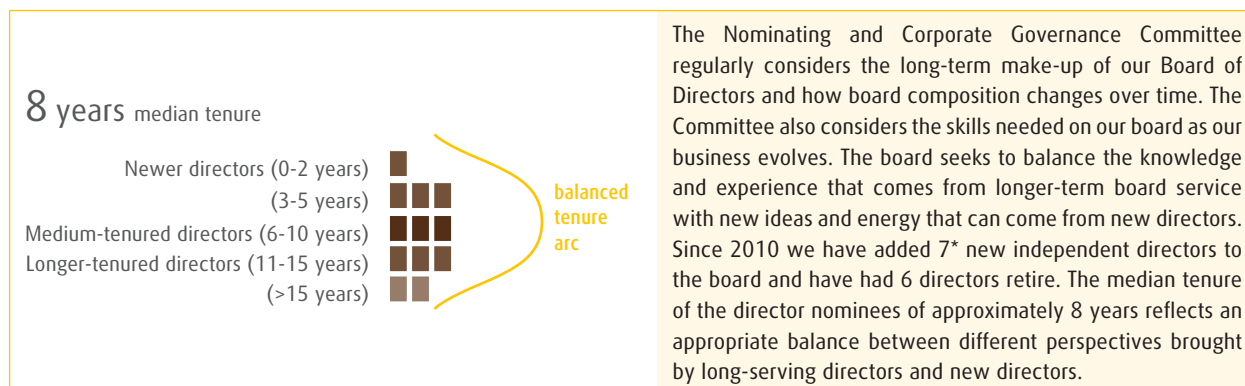 8 years median tenure
Newer directors (0-2 years)
(3-5 years)
Medium-tenured directors (6-10 years)
Longer-tenured directors (11-15 years)
(>15 years)
balanced
tenure
arc
The Nominating and Corporate Governance Committee
regularly considers the long-term make-up of our Board of
Directors and how board composition changes over time. The
Committee also considers the skills needed on our board as our
business evolves. The board seeks to balance the knowledge
and experience that comes from longer-term board service
with new ideas and energy that can come from new directors.
Since 2010 we have added 7* new independent directors to
the board and have had 6 directors retire. The median tenure
of the director nominees of approximately 8 years reflects an
appropriate balance between different perspectives brought
by long-serving directors and new directors.